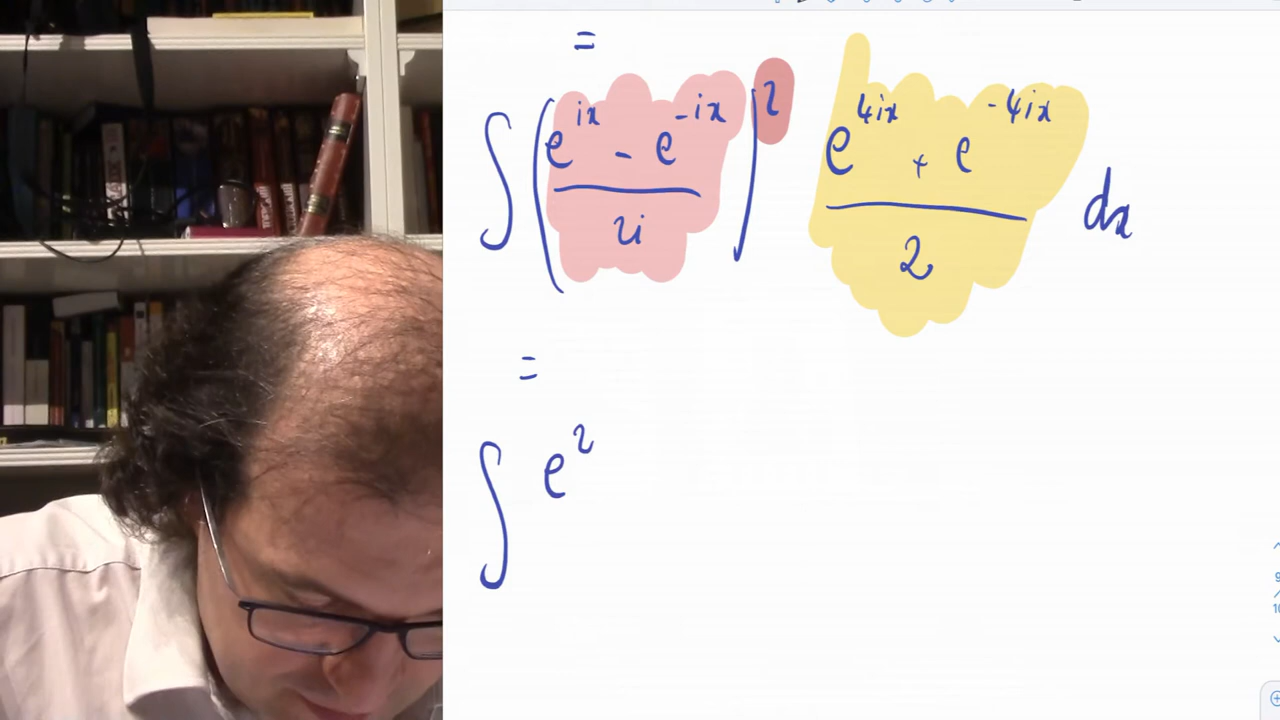 =
∫ ( (e^{ix} - e^{-ix}) / 2i )^2 (e^{4ix} + e^{-4ix}) / 2 dx
=
∫ e^2